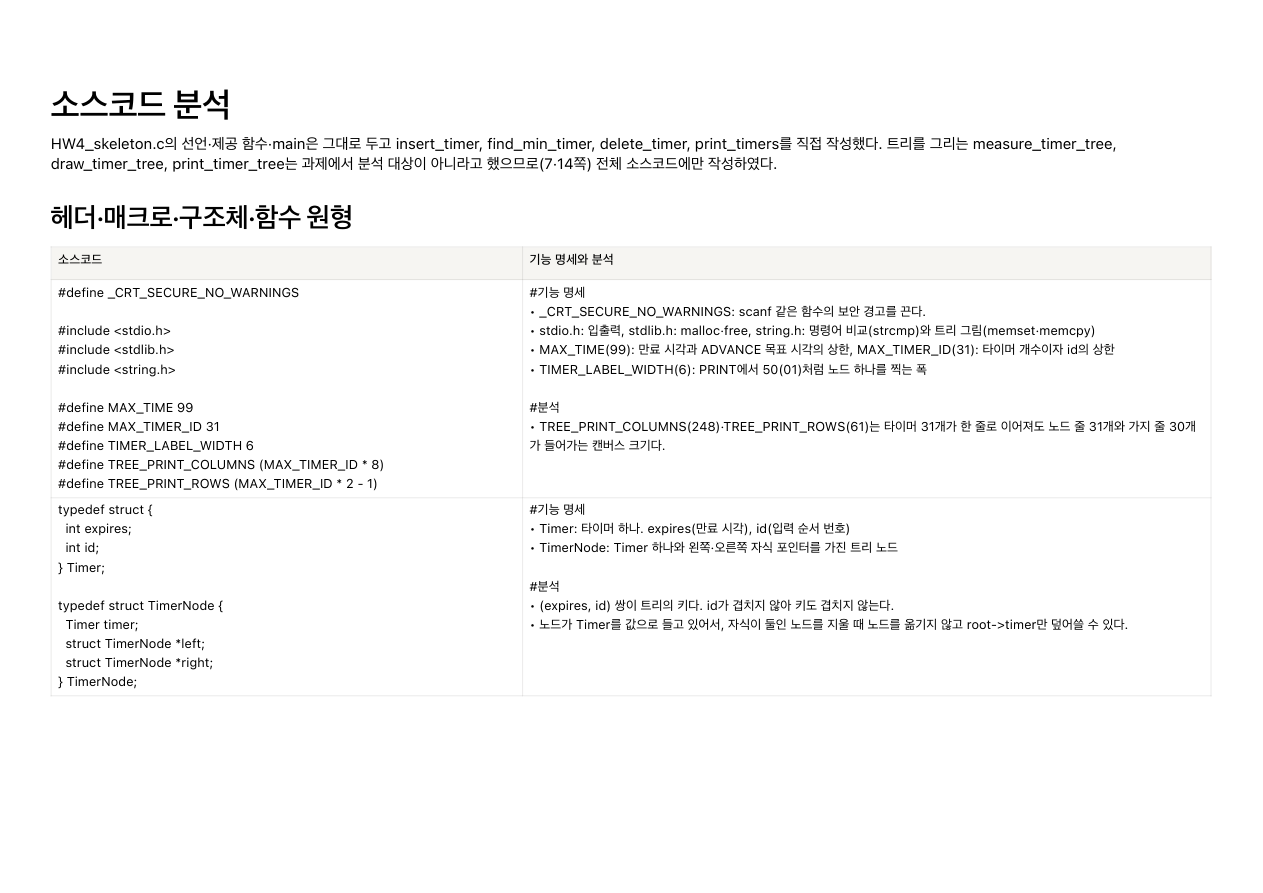 소스코드 분석
HW4_skeleton.c의 선언·제공 함수·main은 그대로 두고 insert_timer, find_min_timer, delete_timer, print_timers를 직접 작성했다. 트리를 그리는 measure_timer_tree,
draw_timer_tree, print_timer_tree는 과제에서 분석 대상이 아니라고 했으므로(7·14쪽) 전체 소스코드에만 작성하였다.
헤더·매크로·구조체·함수 원형
소스코드
기능 명세와 분석
#define _CRT_SECURE_NO_WARNINGS
#include <stdio.h>
#include <stdlib.h>
#include <string.h>
#define MAX_TIME 99
#define MAX_TIMER_ID 31
#define TIMER_LABEL_WIDTH 6
#define TREE_PRINT_COLUMNS (MAX_TIMER_ID * 8)
#define TREE_PRINT_ROWS (MAX_TIMER_ID * 2 - 1)
#기능 명세
• _CRT_SECURE_NO_WARNINGS: scanf 같은 함수의 보안 경고를 끈다.
• stdio.h: 입출력, stdlib.h: malloc·free, string.h: 명령어 비교(strcmp)와 트리 그림(memset·memcpy)
• MAX_TIME(99): 만료 시각과 ADVANCE 목표 시각의 상한, MAX_TIMER_ID(31): 타이머 개수이자 id의 상한
• TIMER_LABEL_WIDTH(6): PRINT에서 50(01)처럼 노드 하나를 찍는 폭
#분석
• TREE_PRINT_COLUMNS(248)·TREE_PRINT_ROWS(61)는 타이머 31개가 한 줄로 이어져도 노드 줄 31개와 가지 줄 30개
가 들어가는 캔버스 크기다.
typedef struct {
int expires;
int id;
} Timer;
typedef struct TimerNode {
Timer timer;
struct TimerNode *left;
struct TimerNode *right;
} TimerNode;
#기능 명세
• Timer: 타이머 하나. expires(만료 시각), id(입력 순서 번호)
• TimerNode: Timer 하나와 왼쪽·오른쪽 자식 포인터를 가진 트리 노드
#분석
• (expires, id) 쌍이 트리의 키다. id가 겹치지 않아 키도 겹치지 않는다.
• 노드가 Timer를 값으로 들고 있어서, 자식이 둘인 노드를 지울 때 노드를 옮기지 않고 root->timer만 덮어쓸 수 있다.